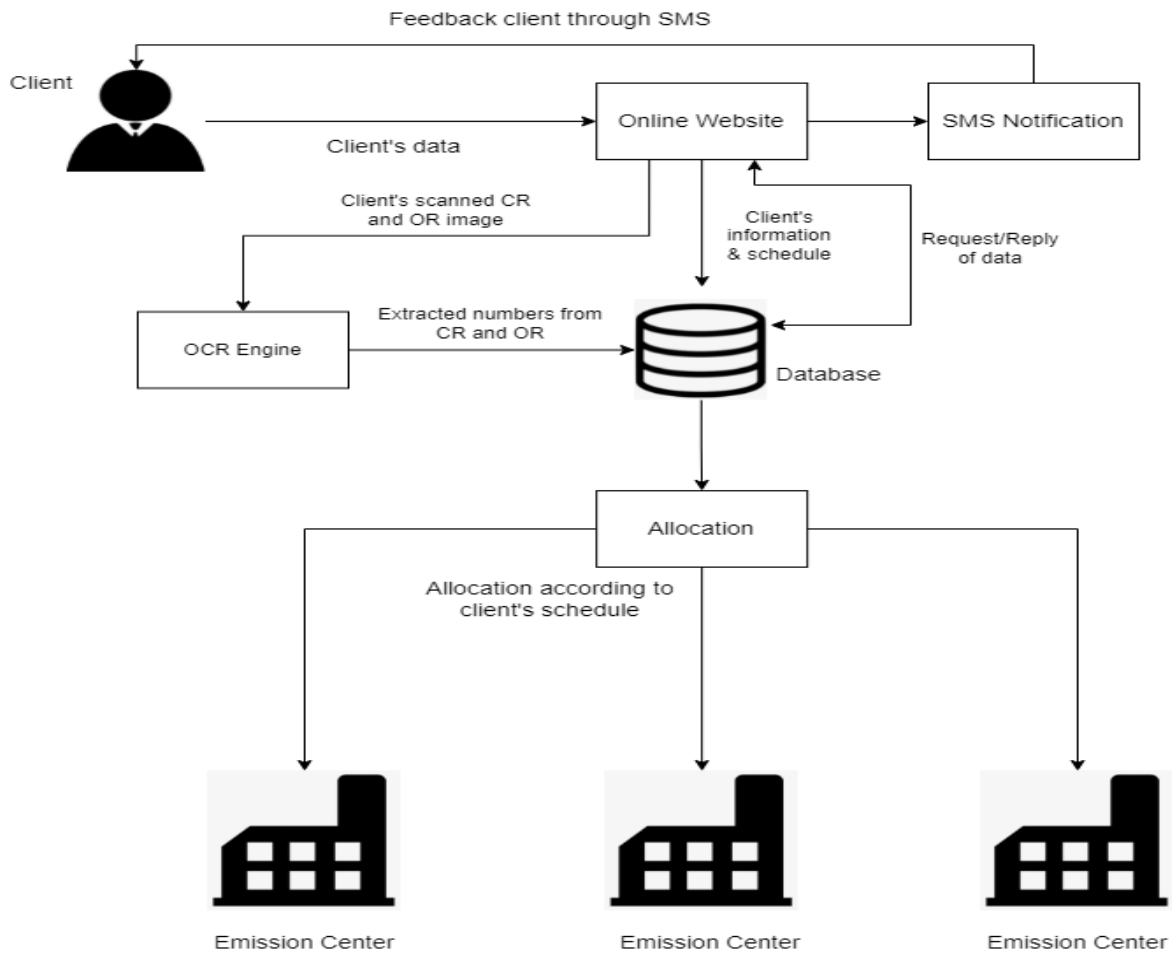 Feedback client through SMS
Client
Online Website
SMS Notification
Client's data
Client's scanned CR
and OR image
Client's
information
& schedule
Request/Reply
of data
Extracted numbers from
CR and OR
OCR Engine
Database
Allocation
Allocation according to
client's schedule
Emission Center
Emission Center
Emission Center